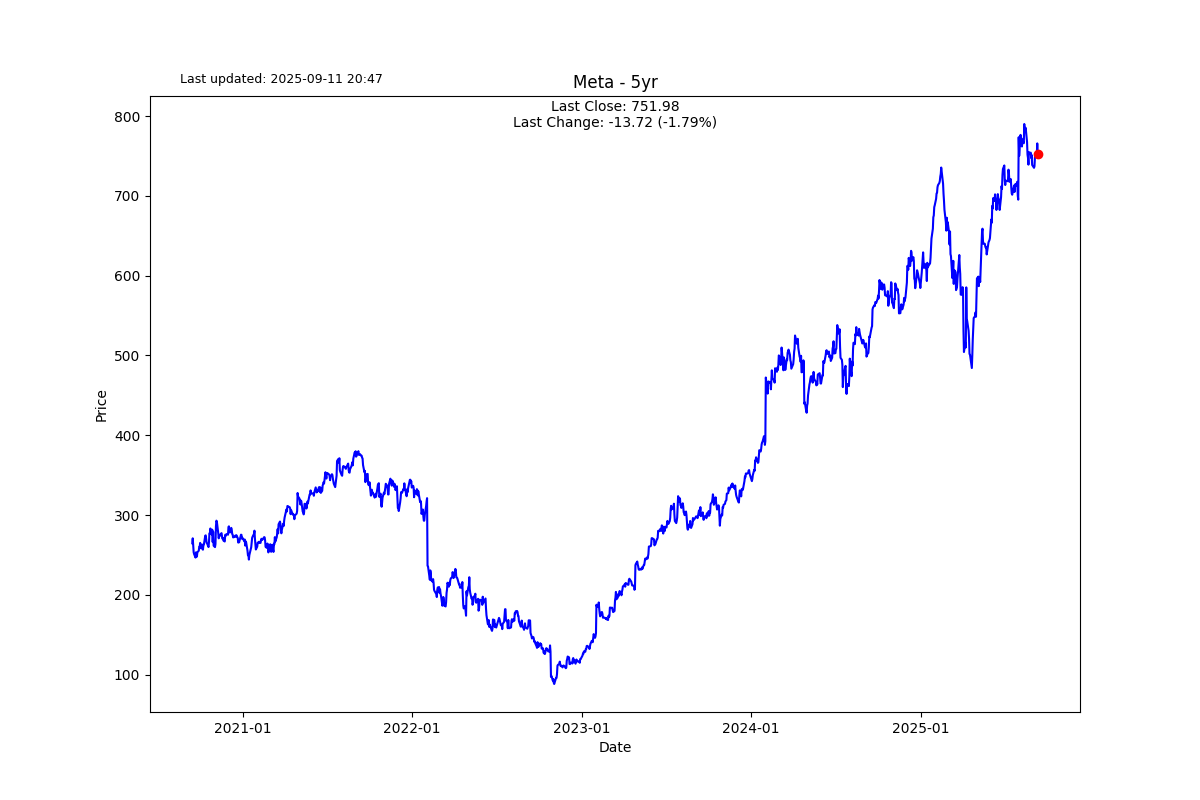 Last updated: 2025-09-11 20:47
Meta - 5yr
Last Close: 751.98
Last Change: -13.72 (-1.79%)
800
700
600
500
400
300
200
100
Price
2021-01
2022-01
2023-01
2024-01
2025-01
Date